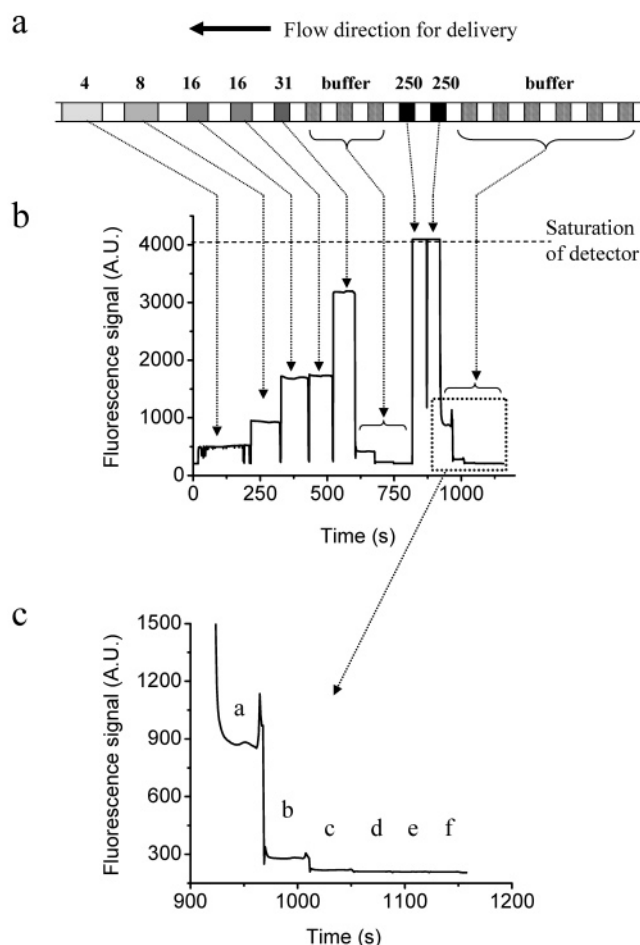 a
Flow direction for delivery
4 8 16 16 31 buffer 250 250 buffer
b
Saturation
of detector
Fluorescence signal (A.U.)
4000
3000
2000
1000
0
0 250 500 750 1000
Time (s)
c
Fluorescence signal (A.U.)
1500
1200
900
600
300
a
b
c d e f
900 1000 1100 1200
Time (s)